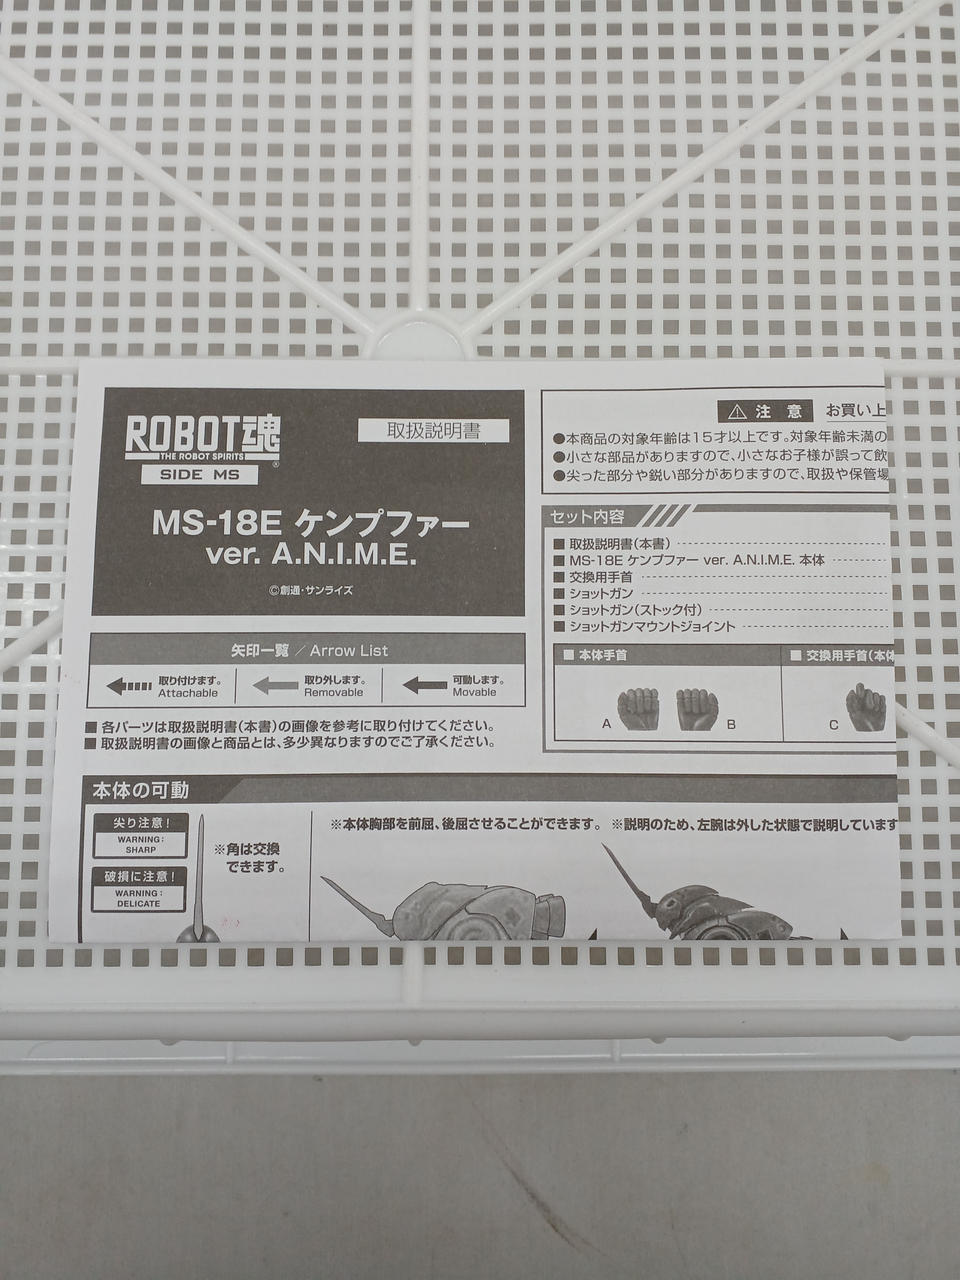 ROBOT魂
THE ROBOT SPIRITS
®
SIDE MS
取扱説明書
MS-18E ケンプファー
ver. A.N.I.M.E.
©創通・サンライズ
矢印一覧 / Arrow List
取り付けます。
Attachable
取り外します。
Removable
可動します。
Movable
■各パーツは取扱説明書(本書)の画像を参考に取り付けてください。
■取扱説明書の画像と商品とは、多少異なりますのでご了承ください。
⚠ 注 意 お買い上
●本商品の対象年齢は15才以上です。対象年齢未満の
●小さな部品がありますので、小さなお子様が誤って飲
●尖った部分や鋭い部分がありますので、取扱や保管場
セット内容
■取扱説明書(本書)
■MS-18E ケンプファー ver. A.N.I.M.E. 本体
■交換用手首
■ショットガン
■ショットガン(ストック付)
■ショットガンマウントジョイント
■本体手首
A
B
■交換用手首(本体
C
本体の可動
尖り注意!
WARNING:
SHARP
破損に注意!
WARNING:
DELICATE
※角は交換
できます。
※本体胸部を前屈、後屈させることができます。 ※説明のため、左腕は外した状態で説明しています